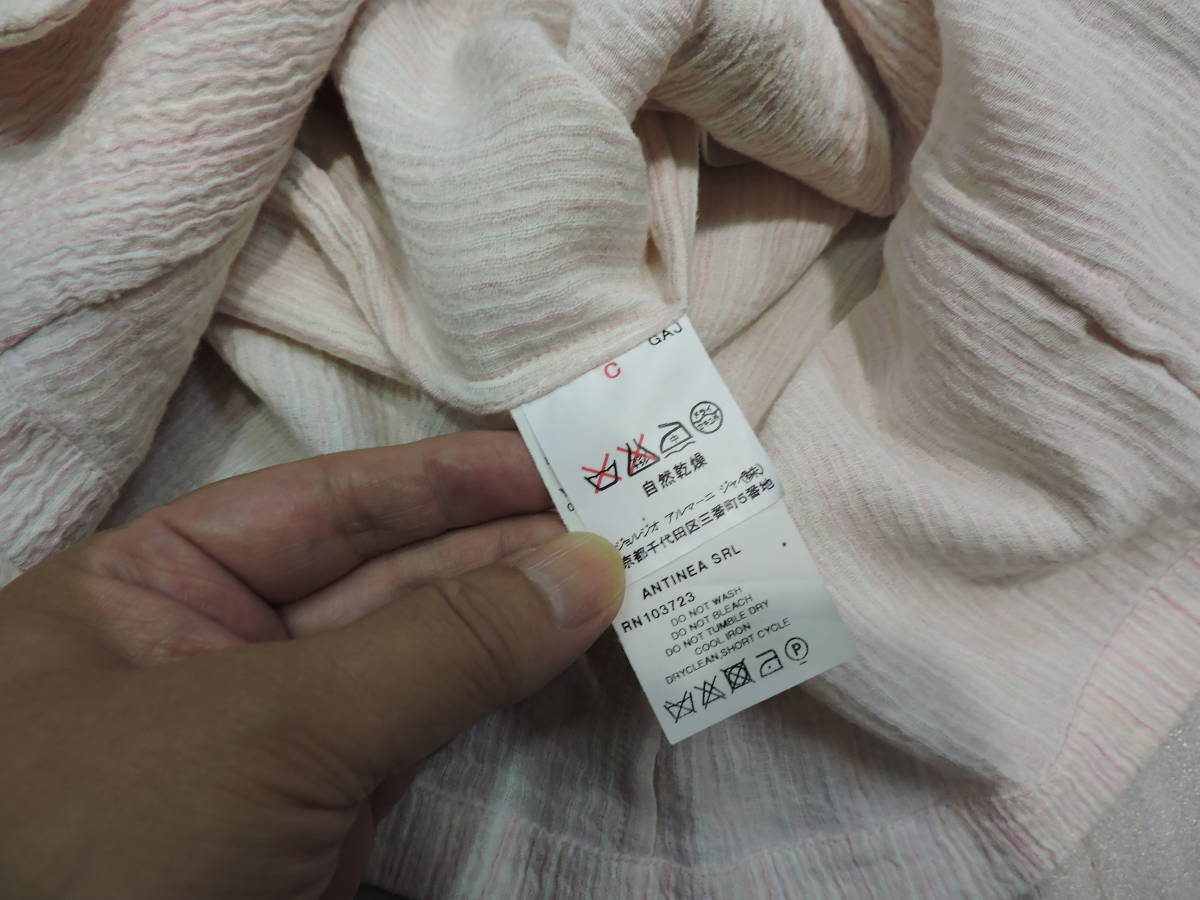 GAJ
C
自然乾燥
ジョルジオ アルマーニ ジャパン(株)
京都千代田区三番町5番地
ANTINEA SRL
RN103723
DO NOT WASH
DO NOT BLEACH
DO NOT TUMBLE DRY
COOL IRON
DRYCLEAN.SHORT CYCLE
P